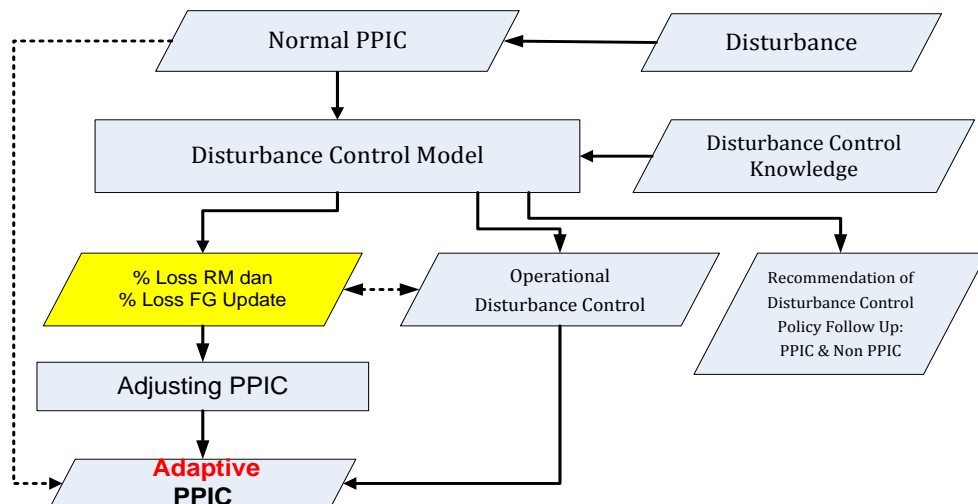 Normal PPIC
Disturbance
Disturbance Control Model
Disturbance Control
Knowledge
% Loss RM dan
% Loss FG Update
Operational
Disturbance Control
Recommendation of
Disturbance Control
Policy Follow Up:
PPIC & Non PPIC
Adjusting PPIC
Adaptive
PPIC